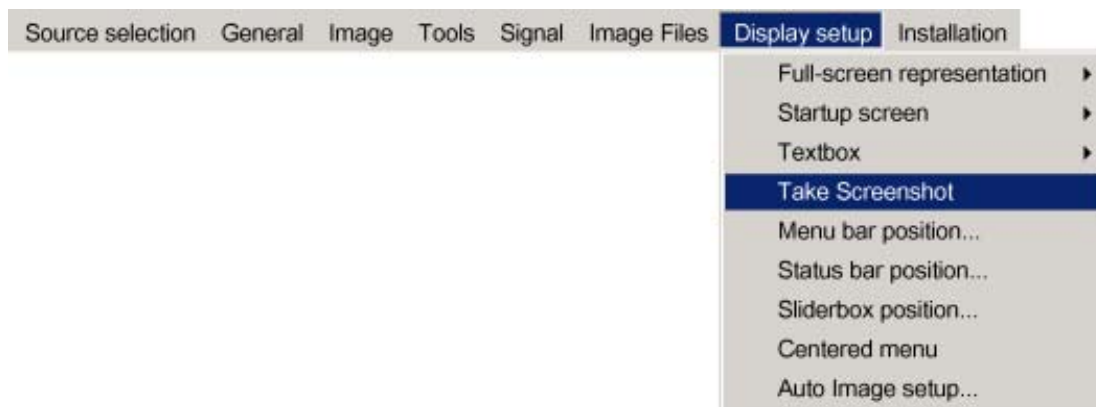 Source selection General Image Tools Signal Image Files Display setup Installation
Full-screen representation
Startup screen
Textbox
Take Screenshot
Menu bar position...
Status bar position...
Sliderbox position...
Centered menu
Auto Image setup...